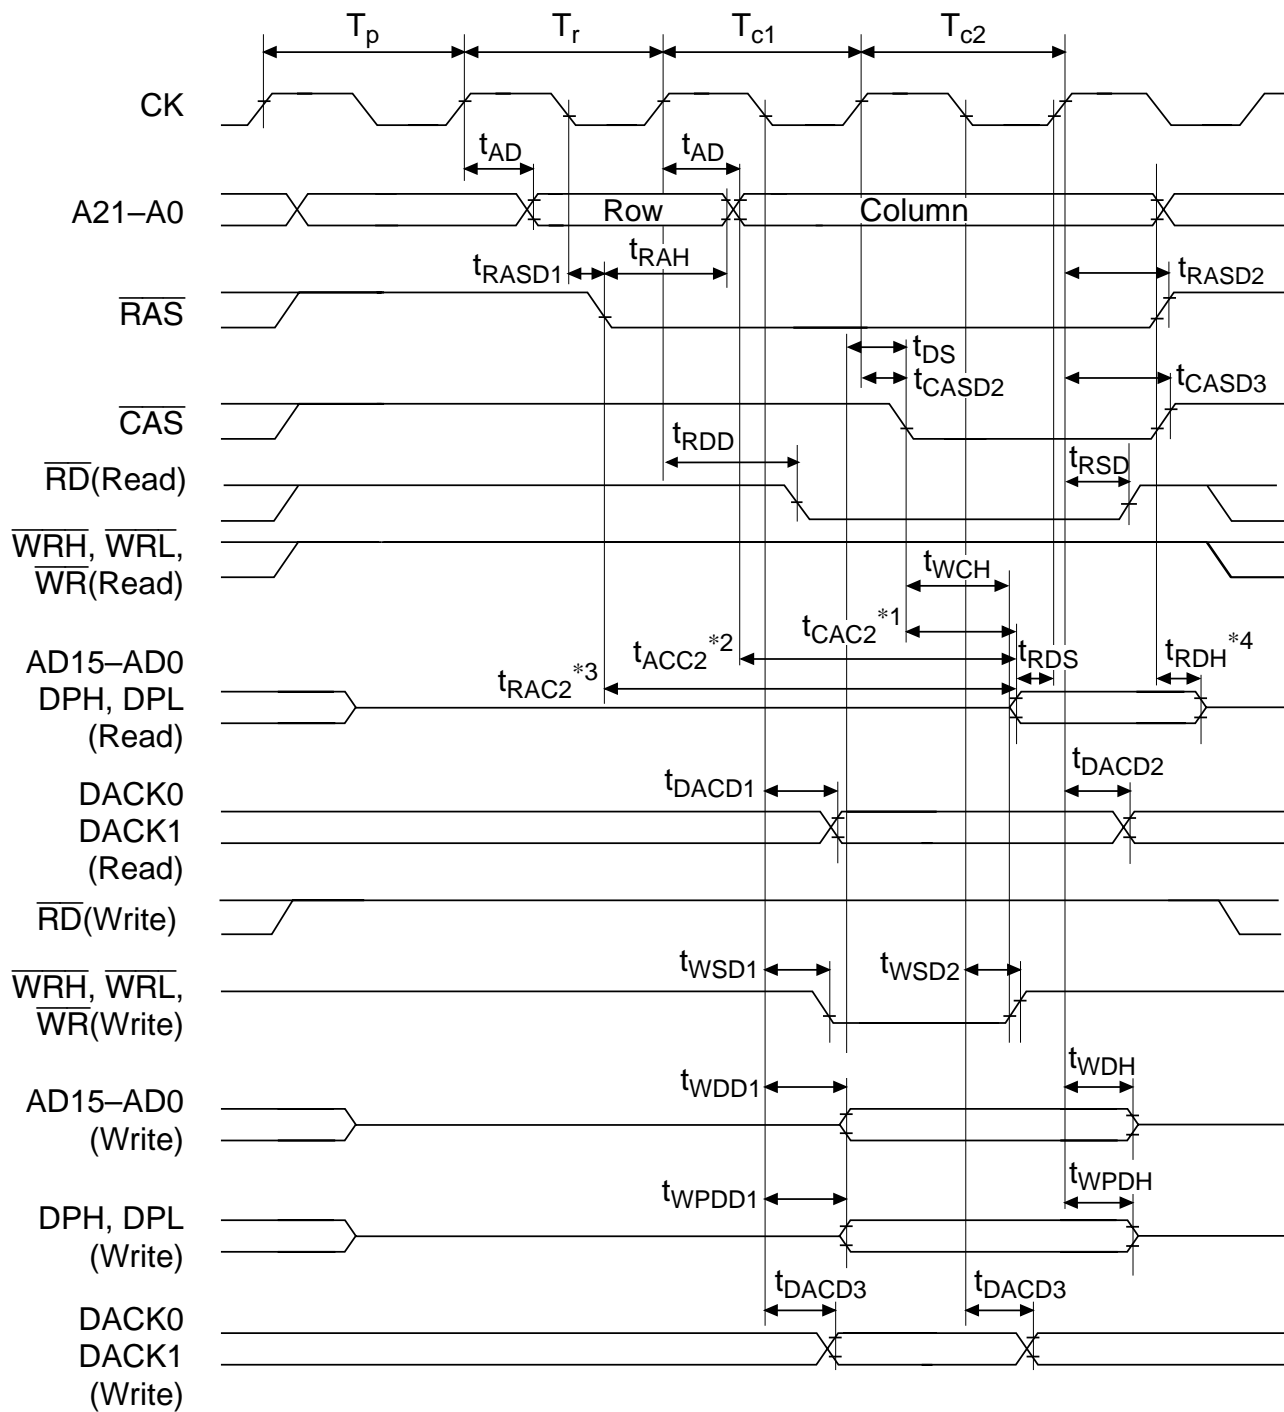 Tp Tr Tc1 Tc2
CK
tAD tAD
A21–A0 Row Column
tRASD1 tRAH tRASD2
RAS
tDS
tCASD2 tCASD3
CAS
tRDD tRSD
RD(Read)
WRH, WRL,
WR(Read)
tWCH
tCAC2*1
tACC2*2 tRDS tRDH*4
tRAC2*3
AD15–AD0
DPH, DPL
(Read)
tDACD1 tDACD2
DACK0
DACK1
(Read)
RD(Write)
tWSD1 tWSD2
WRH, WRL,
WR(Write)
tWDD1 tWDH
AD15–AD0
(Write)
tWPDD1 tWPDH
DPH, DPL
(Write)
tDACD3 tDACD3
DACK0
DACK1
(Write)